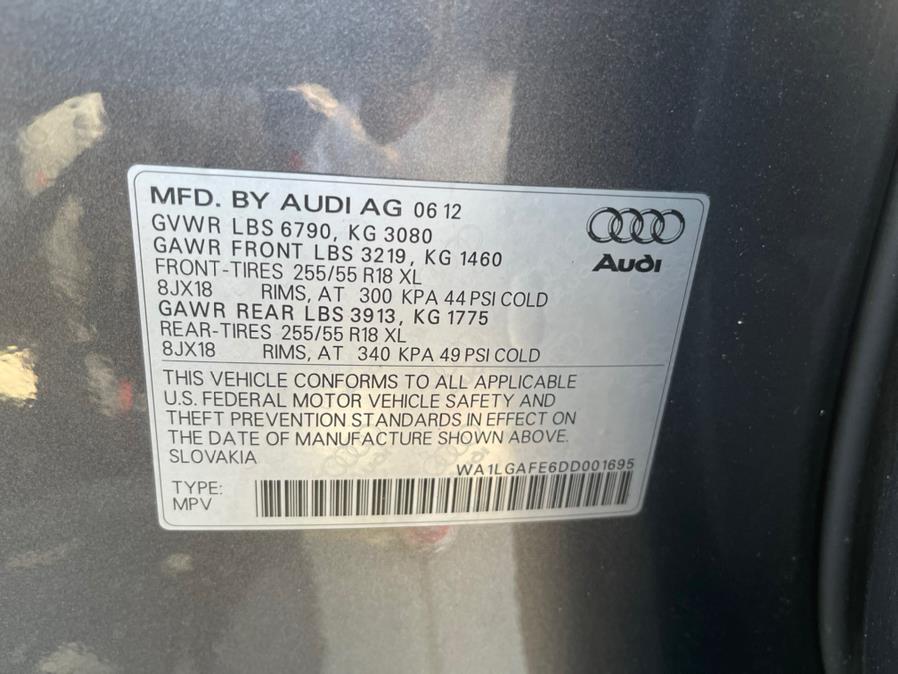 MFD. BY AUDI AG 06 12
GVWR LBS 6790, KG 3080
GAWR FRONT LBS 3219, KG 1460
FRONT-TIRES 255/55 R18 XL
8JX18 RIMS, AT 300 KPA 44 PSI COLD
GAWR REAR LBS 3913, KG 1775
REAR-TIRES 255/55 R18 XL
8JX18 RIMS, AT 340 KPA 49 PSI COLD
Audi
THIS VEHICLE CONFORMS TO ALL APPLICABLE
U.S. FEDERAL MOTOR VEHICLE SAFETY AND
THEFT PREVENTION STANDARDS IN EFFECT ON
THE DATE OF MANUFACTURE SHOWN ABOVE.
SLOVAKIA
WA1LGAFE6DD001695
TYPE:
MPV